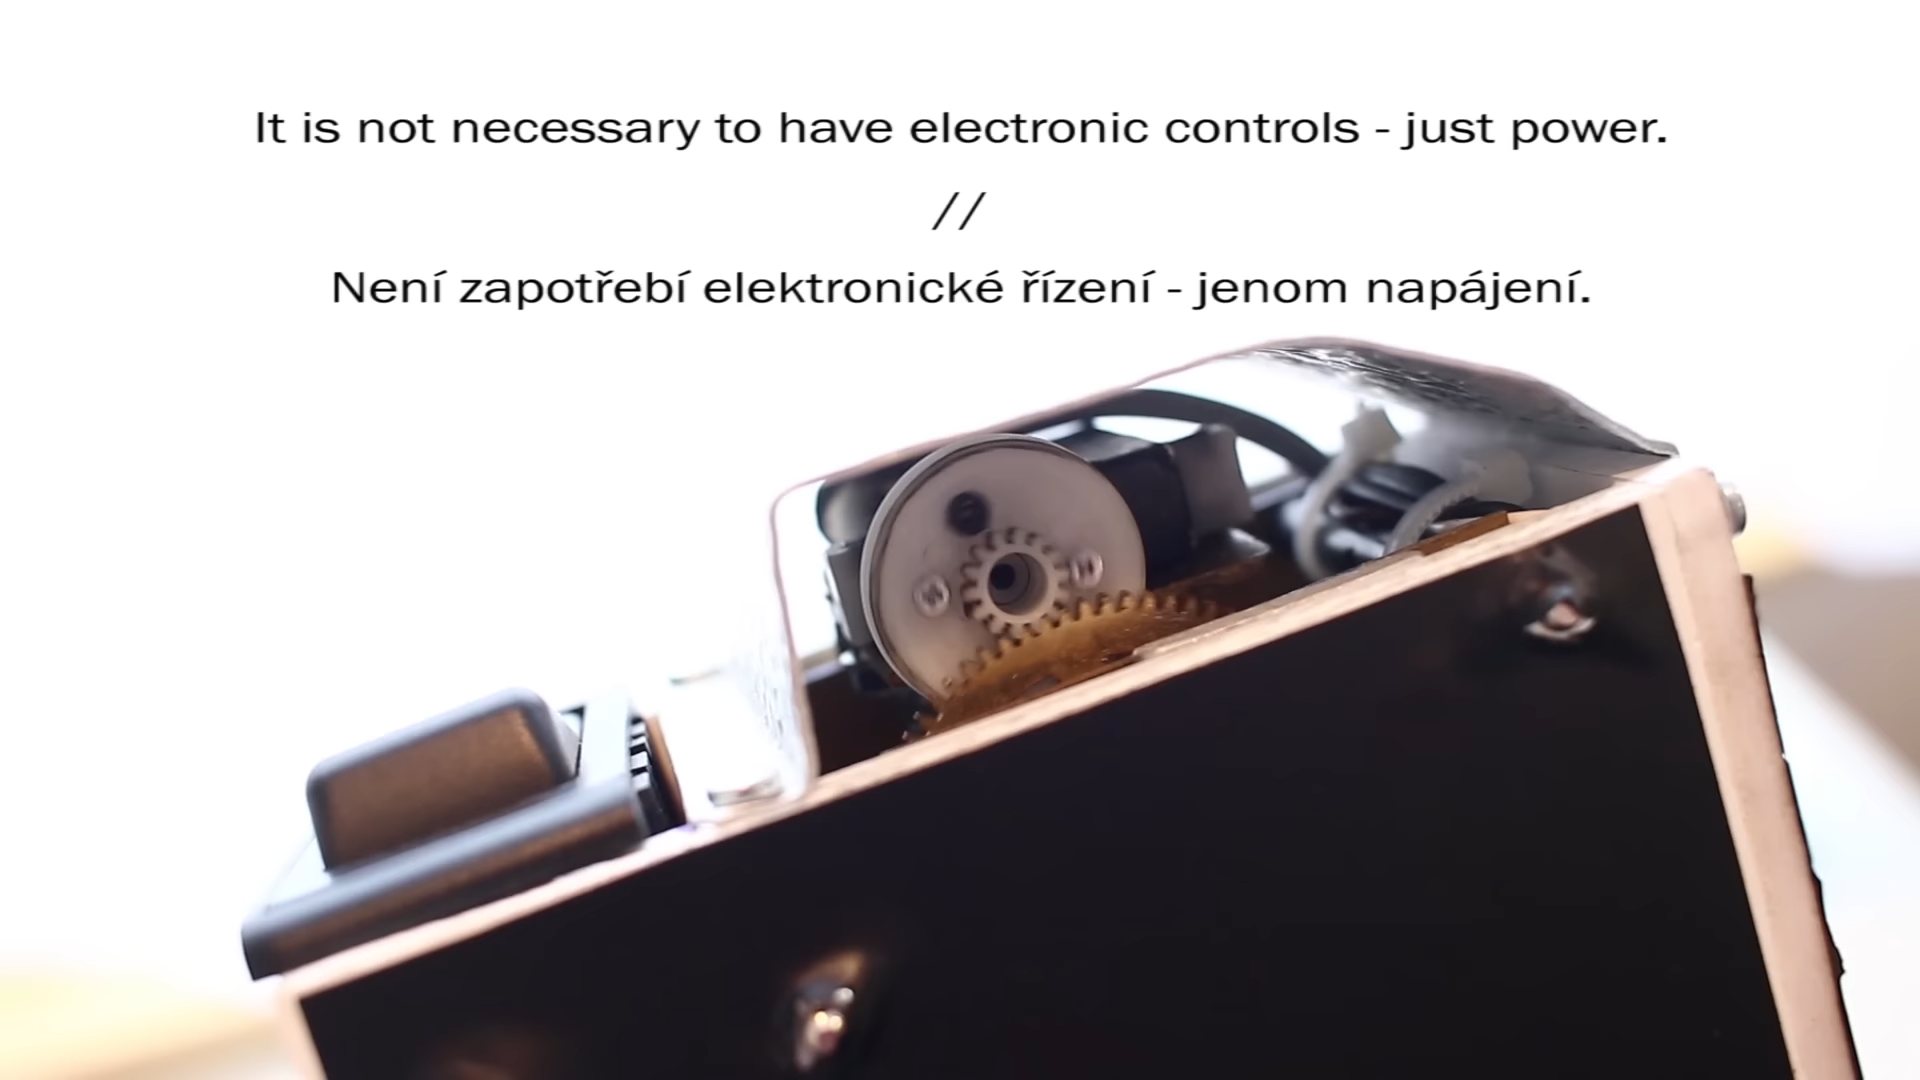 It is not necessary to have electronic controls - just power.
//
Není zapotřebí elektronické řízení - jenom napájení.